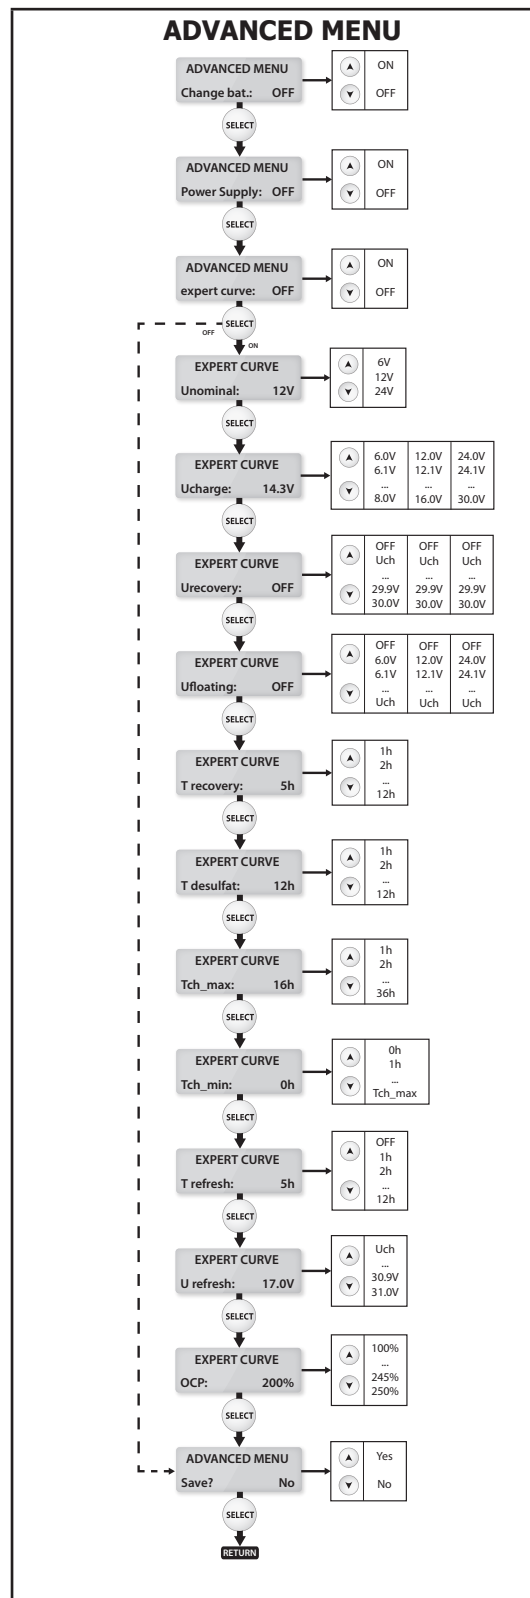 ADVANCED MENU
ADVANCED MENU
Change bat.: OFF
ON
OFF
SELECT
ADVANCED MENU
Power Supply: OFF
ON
OFF
SELECT
ADVANCED MENU
expert curve: OFF
ON
OFF
SELECT
OFF
ON
EXPERT CURVE
Unominal: 12V
6V
12V
24V
SELECT
EXPERT CURVE
Ucharge: 14.3V
6.0V 12.0V 24.0V
6.1V 12.1V 24.1V
... ... ...
8.0V 16.0V 30.0V
SELECT
EXPERT CURVE
Urecovery: OFF
OFF OFF OFF
Uch Uch Uch
... ... ...
29.9V 29.9V 29.9V
30.0V 30.0V 30.0V
SELECT
EXPERT CURVE
Ufloating: OFF
OFF OFF OFF
6.0V 12.0V 24.0V
6.1V 12.1V 24.1V
... ... ...
Uch Uch Uch
SELECT
EXPERT CURVE
T recovery: 5h
1h
2h
...
12h
SELECT
EXPERT CURVE
T desulfat: 12h
1h
2h
...
12h
SELECT
EXPERT CURVE
Tch_max: 16h
1h
2h
...
36h
SELECT
EXPERT CURVE
Tch_min: 0h
0h
1h
...
Tch_max
SELECT
EXPERT CURVE
T refresh: 5h
OFF
1h
2h
...
12h
SELECT
EXPERT CURVE
U refresh: 17.0V
Uch
...
30.9V
31.0V
SELECT
EXPERT CURVE
OCP: 200%
100%
...
245%
250%
SELECT
ADVANCED MENU
Save? No
Yes
No
SELECT
RETURN